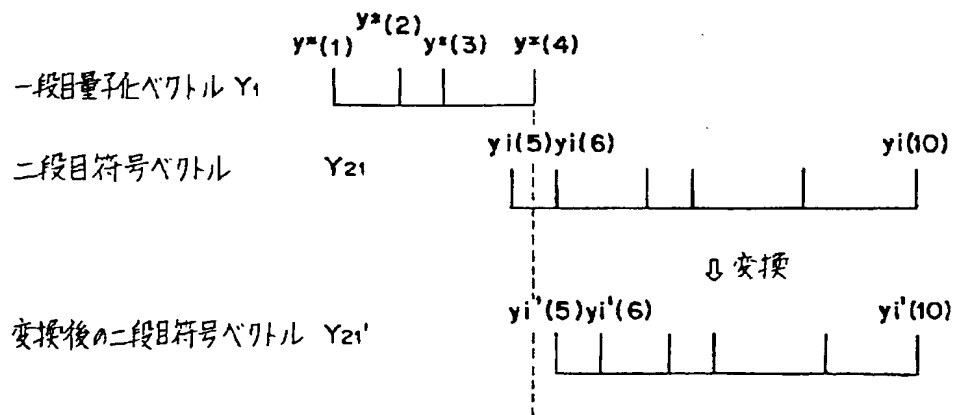 y*(1) y*(2) y*(3) y*(4)
一段目量子化ベクトル Y1
yi(5) yi(6) yi(10)
二段目符号ベクトル Y21
⇩ 変換
yi'(5) yi'(6) yi'(10)
変換後の二段目符号ベクトル Y21'